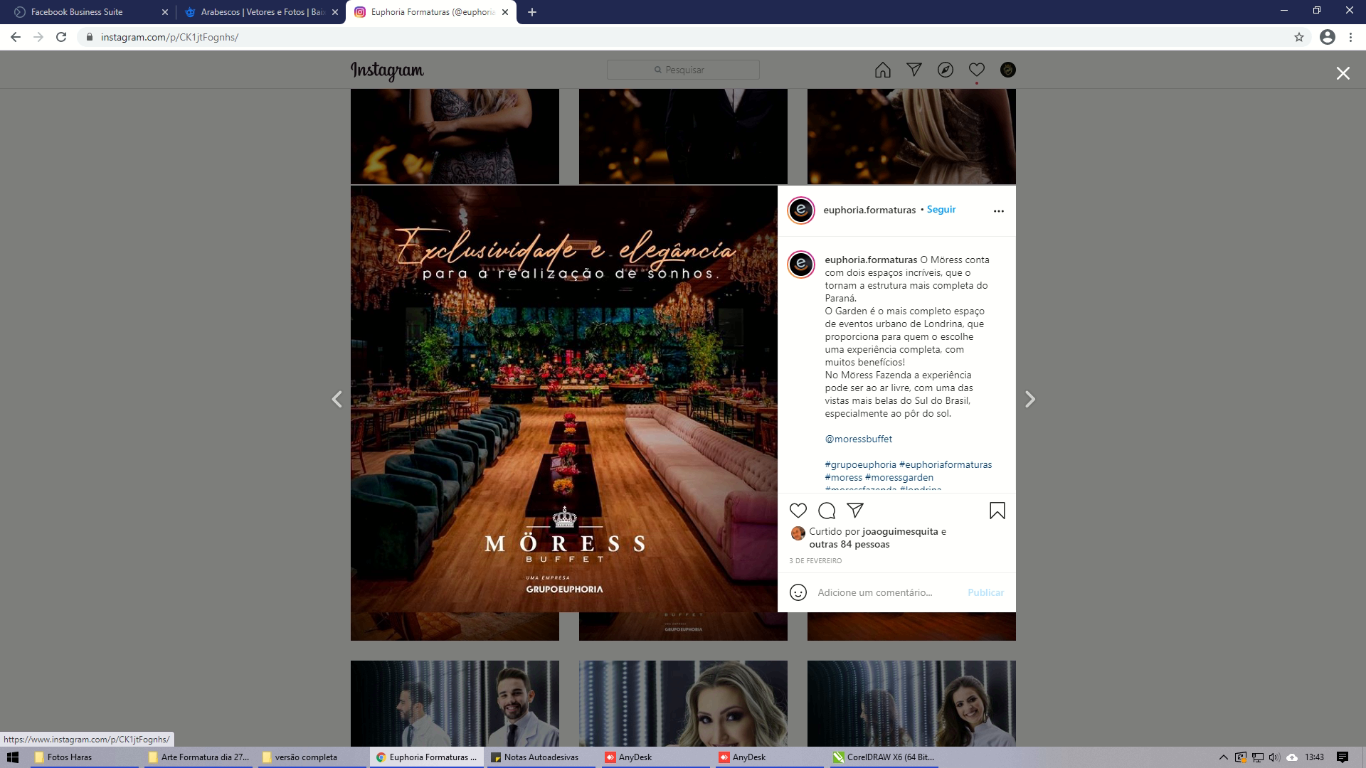 Facebook Business Suite
Arabescos | Vetores e Fotos | Bai
Euphoria Formaturas (@euphoria
instagram.com/p/CK1jtFognhs/
Instagram
Pesquisar
Exclusividade e elegância
para a realização de sonhos.
MÖRESS
BUFFET
UMA EMPRESA
GRUPOEUPHORIA
euphoria.formaturas • Seguir
euphoria.formaturas O Möress conta
com dois espaços incríveis, que o
tornam a estrutura mais completa do
Paraná.
O Garden é o mais completo espaço
de eventos urbano de Londrina, que
proporciona para quem o escolhe
uma experiência completa, com
muitos benefícios!
No Möress Fazenda a experiência
pode ser ao ar livre, com uma das
vistas mais belas do Sul do Brasil,
especialmente ao pôr do sol.
@moressbuffet
#grupoeuphoria #euphoriaformaturas
#moress #moressgarden
#moressfazenda #londrina
Curtido por joaoguimesquita e
outras 84 pessoas
3 DE FEVEREIRO
Adicione um comentário...
Publicar
BUFFET
GRUPOEUPHORIA
https://www.instagram.com/p/CK1jtFognhs/
Fotos Haras
Arte Formatura dia 27...
versão completa
Euphoria Formaturas ...
Notas Autoadesivas
AnyDesk
AnyDesk
CorelDRAW X6 (64 Bit...
13:43